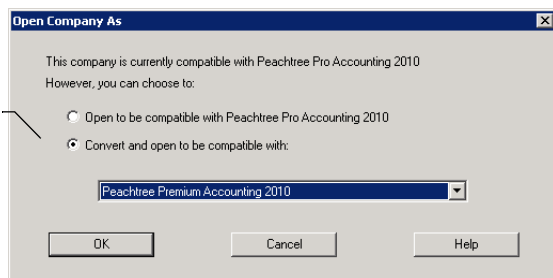 Open Company As
This company is currently compatible with Peachtree Pro Accounting 2010
However, you can choose to:
Open to be compatible with Peachtree Pro Accounting 2010
Convert and open to be compatible with:
Peachtree Premium Accounting 2010
OK Cancel Help